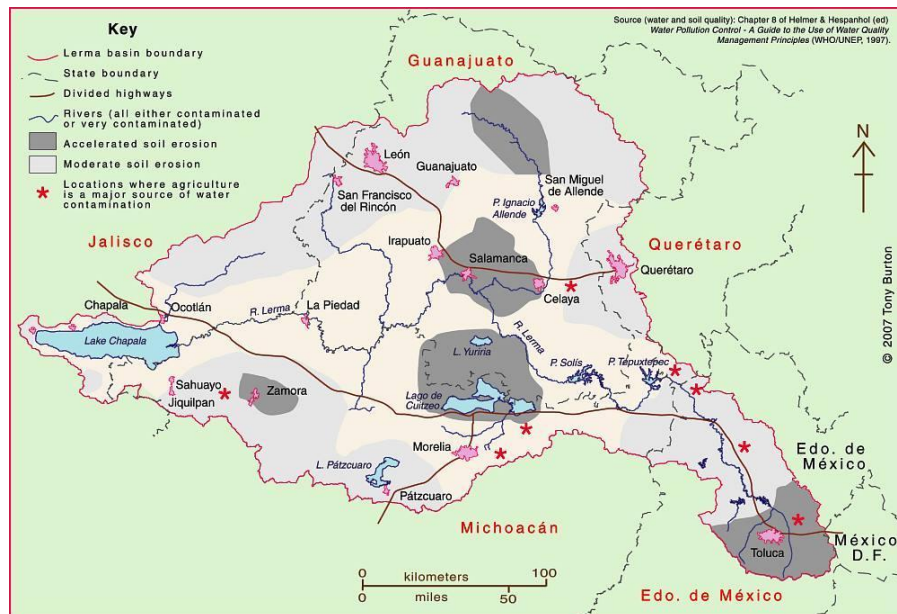 Key
Lerma basin boundary
State boundary
Divided highways
Rivers (all either contaminated
or very contaminated)
Accelerated soil erosion
Moderate soil erosion
Locations where agriculture
is a major source of water
contamination
Source (water and soil quality): Chapter 8 of Helmer & Hespanhol (ed)
Water Pollution Control - A Guide to the Use of Water Quality
Management Principles (WHO/UNEP, 1997).
Guanajuato
N
León
Guanajuato
San Francisco
del Rincón
San Miguel
de Allende
P. Ignacio
Allende
Jalisco
Irapuato
Salamanca
Querétaro
Querétaro
Celaya
Chapala
Ocotlán
R. Lerma
La Piedad
Lake Chapala
L. Yuriria
R. Lerma
P. Solís
P. Tepuxtepec
© 2007 Tony Burton
Sahuayo
Jiquilpan
Zamora
Lago de
Cuitzeo
Morelia
L. Pátzcuaro
Pátzcuaro
Edo. de
México
Michoacán
Toluca
México
D.F.
Edo. de México
0 100
kilometers
miles
0 50